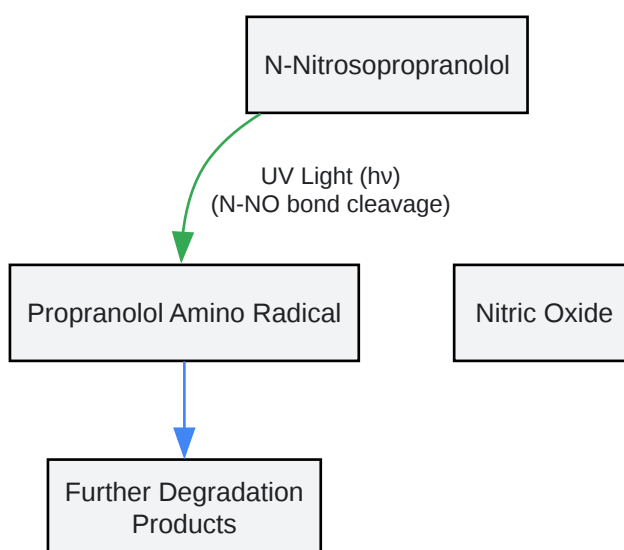 N-Nitrosopropranolol
UV Light (hν)
(N-NO bond cleavage)
Propranolol Amino Radical
Nitric Oxide
Further Degradation
Products